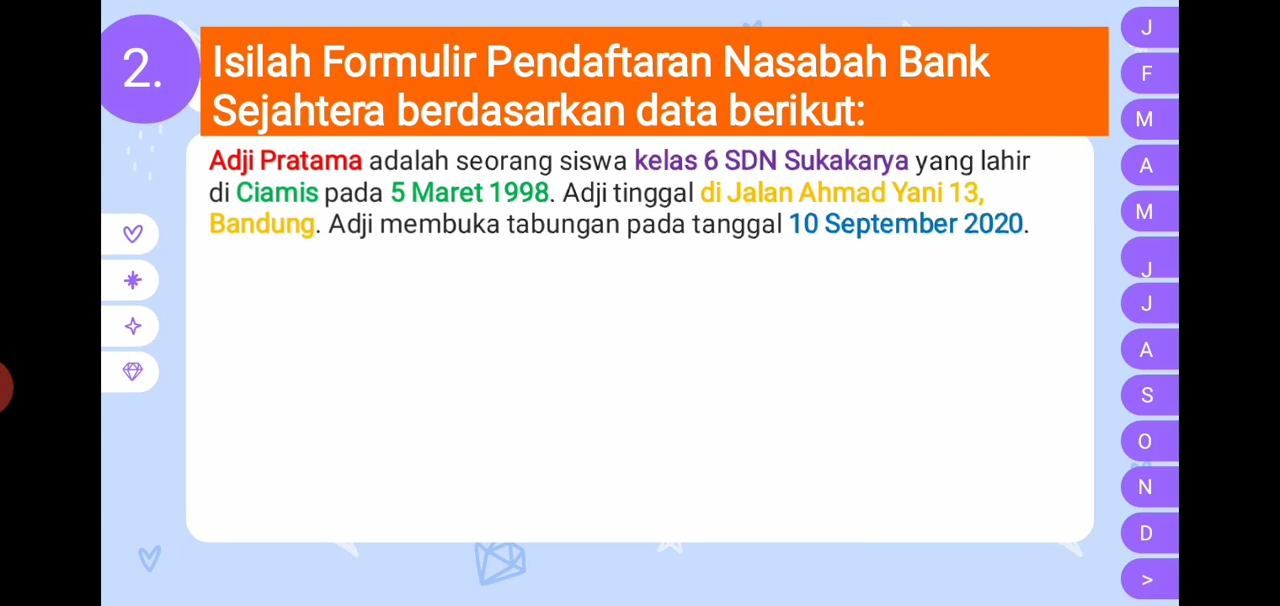 2.
Isilah Formulir Pendaftaran Nasabah Bank
Sejahtera berdasarkan data berikut:
Adji Pratama adalah seorang siswa kelas 6 SDN Sukakarya yang lahir
di Ciamis pada 5 Maret 1998. Adji tinggal di Jalan Ahmad Yani 13,
Bandung. Adji membuka tabungan pada tanggal 10 September 2020.
J
F
M
A
M
J
J
A
S
O
N
D
>